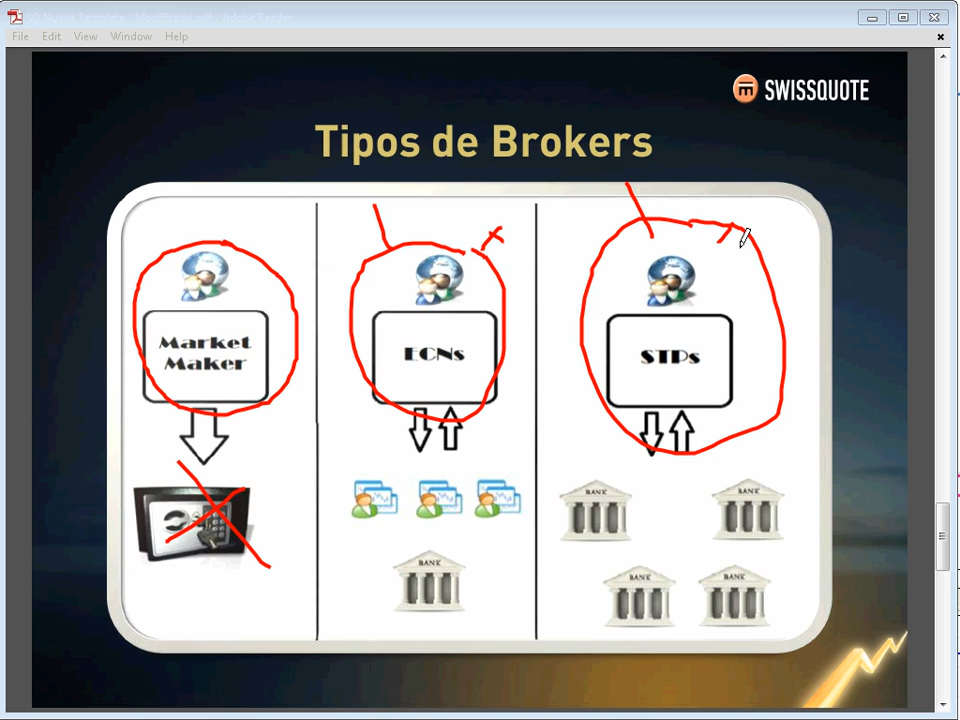 File Edit View Window Help
SWISSQUOTE
Tipos de Brokers
Market
Maker
ECNs
STPs
BANK
BANK
BANK
BANK
BANK